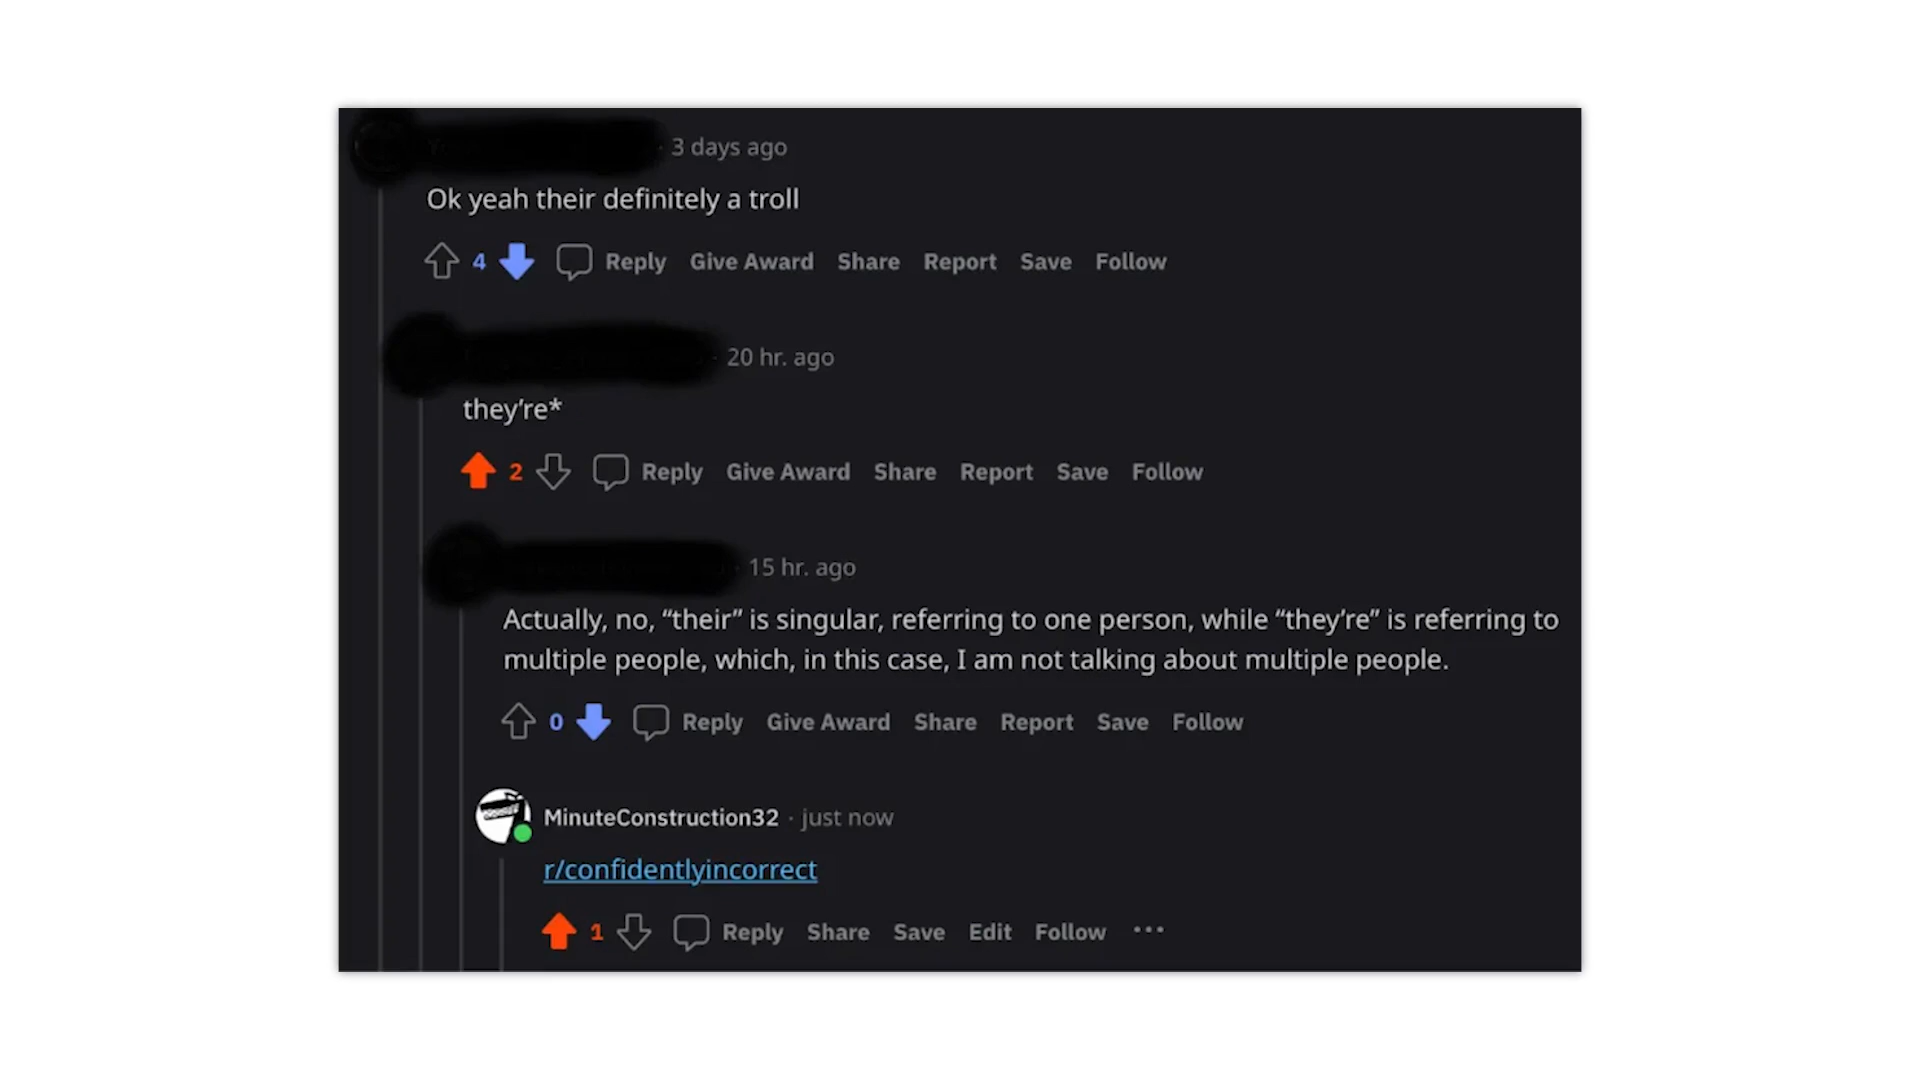 3 days ago
Ok yeah their definitely a troll
4 Reply Give Award Share Report Save Follow
20 hr. ago
they’re*
2 Reply Give Award Share Report Save Follow
15 hr. ago
Actually, no, “their” is singular, referring to one person, while “they’re” is referring to
multiple people, which, in this case, I am not talking about multiple people.
0 Reply Give Award Share Report Save Follow
MinuteConstruction32 · just now
r/confidentlyincorrect
1 Reply Share Save Edit Follow ···